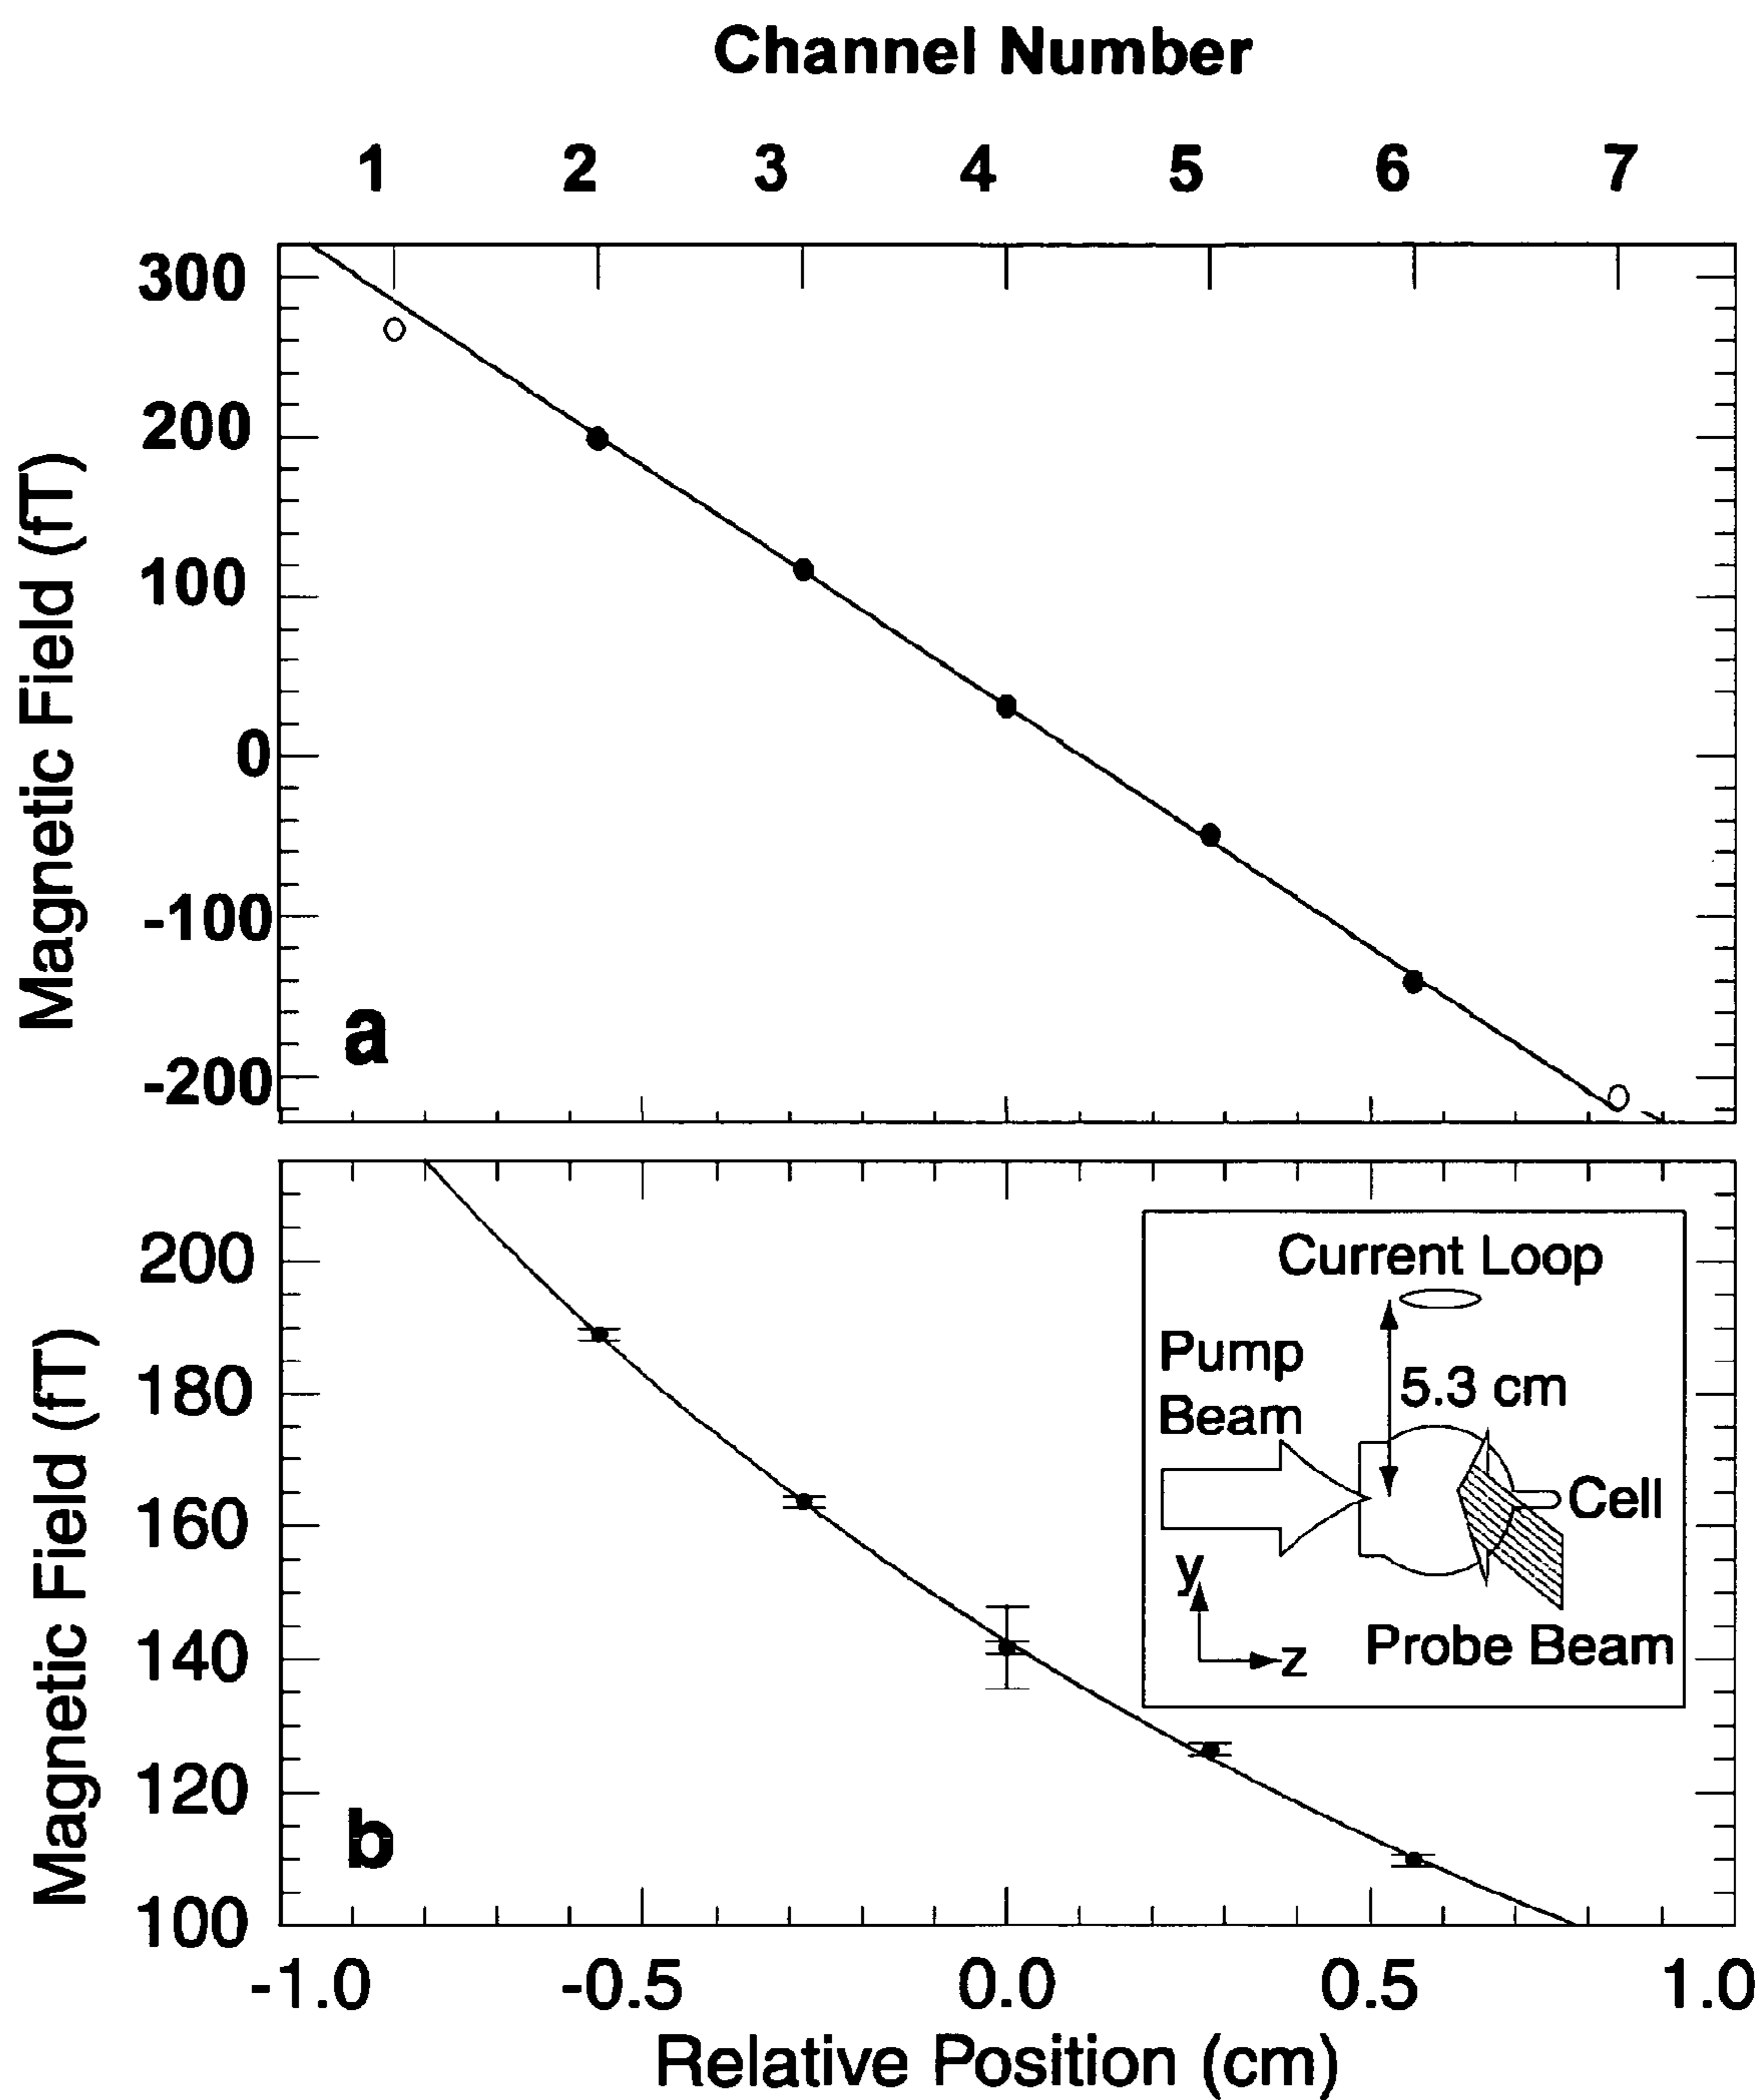 Channel Number
1 2 3 4 5 6 7
Magnetic Field (fT)
300
200
100
0
-100
-200
a
Magnetic Field (fT)
200
180
160
140
120
100
b
Current Loop
Pump
Beam
5.3 cm
Cell
y
z
Probe Beam
-1.0 -0.5 0.0 0.5 1.0
Relative Position (cm)